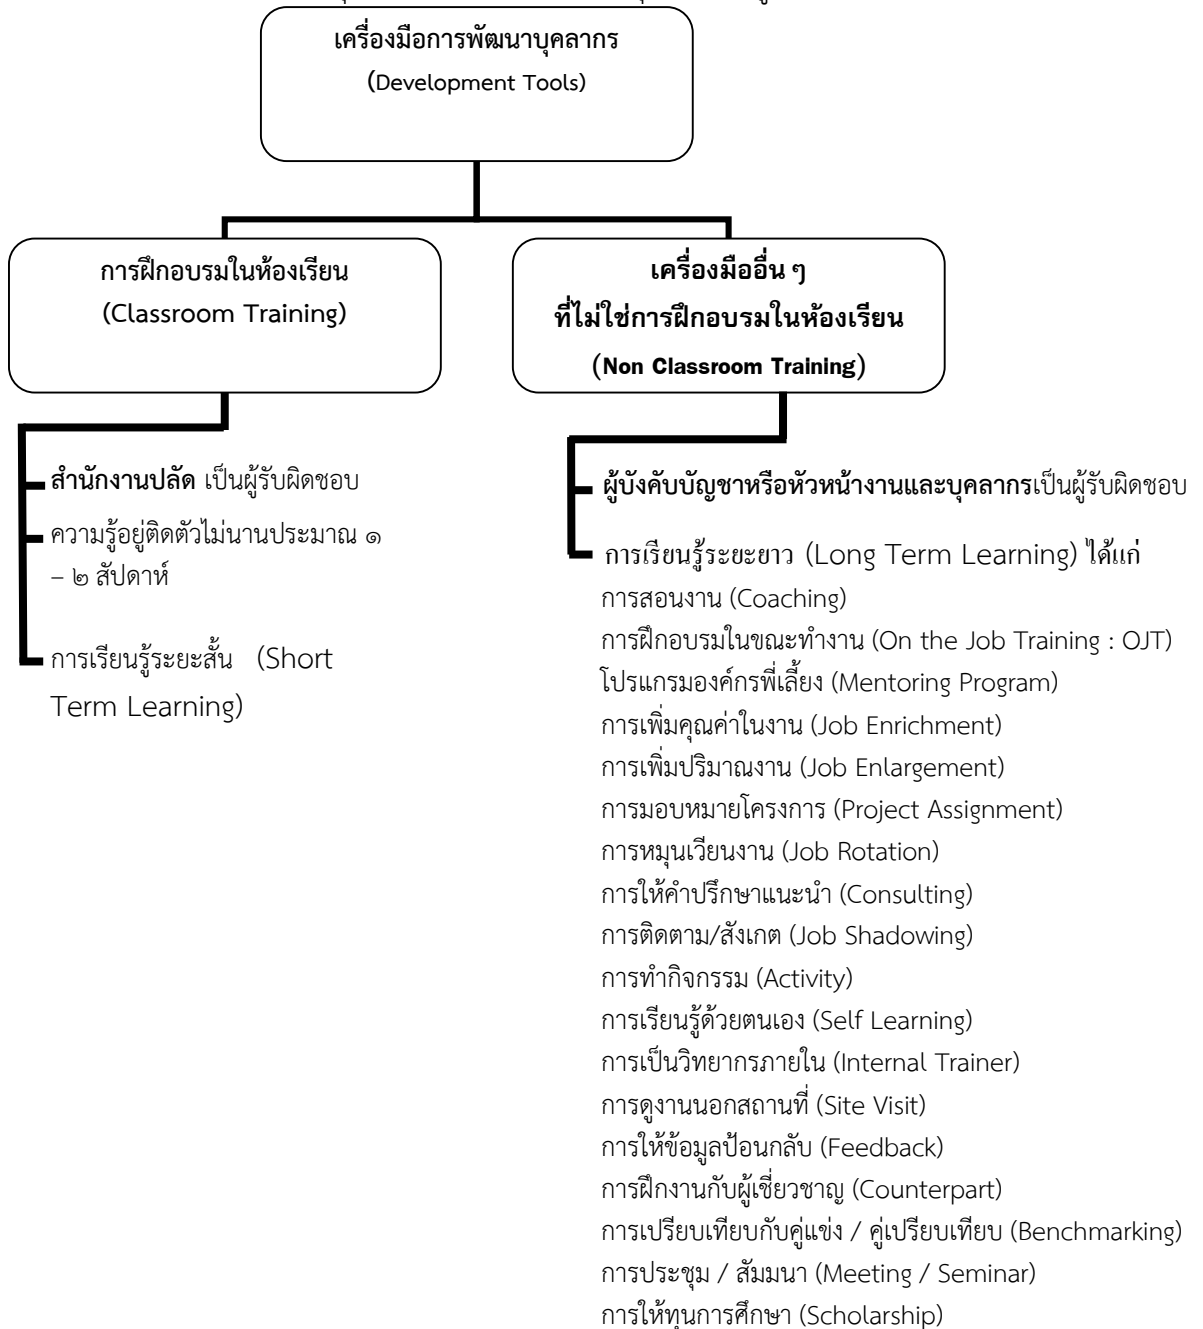 เครื่องมือการพัฒนาบุคลากร
(Development Tools)
การฝึกอบรมในห้องเรียน
(Classroom Training)
เครื่องมืออื่น ๆ
ที่ไม่ใช่การฝึกอบรมในห้องเรียน
(Non Classroom Training)
สำนักงานปลัด เป็นผู้รับผิดชอบ
ความรู้อยู่ติดตัวไม่นานประมาณ ๑
– ๒ สัปดาห์
การเรียนรู้ระยะสั้น (Short
Term Learning)
ผู้บังคับบัญชาหรือหัวหน้างานและบุคลากรเป็นผู้รับผิดชอบ
การเรียนรู้ระยะยาว (Long Term Learning) ได้แก่
การสอนงาน (Coaching)
การฝึกอบรมในขณะทำงาน (On the Job Training : OJT)
โปรแกรมองค์กรพี่เลี้ยง (Mentoring Program)
การเพิ่มคุณค่าในงาน (Job Enrichment)
การเพิ่มปริมาณงาน (Job Enlargement)
การมอบหมายโครงการ (Project Assignment)
การหมุนเวียนงาน (Job Rotation)
การให้คำปรึกษาแนะนำ (Consulting)
การติดตาม/สังเกต (Job Shadowing)
การทำกิจกรรม (Activity)
การเรียนรู้ด้วยตนเอง (Self Learning)
การเป็นวิทยากรภายใน (Internal Trainer)
การดูงานนอกสถานที่ (Site Visit)
การให้ข้อมูลป้อนกลับ (Feedback)
การฝึกงานกับผู้เชี่ยวชาญ (Counterpart)
การเปรียบเทียบกับคู่แข่ง / คู่เปรียบเทียบ (Benchmarking)
การประชุม / สัมมนา (Meeting / Seminar)
การให้ทุนการศึกษา (Scholarship)